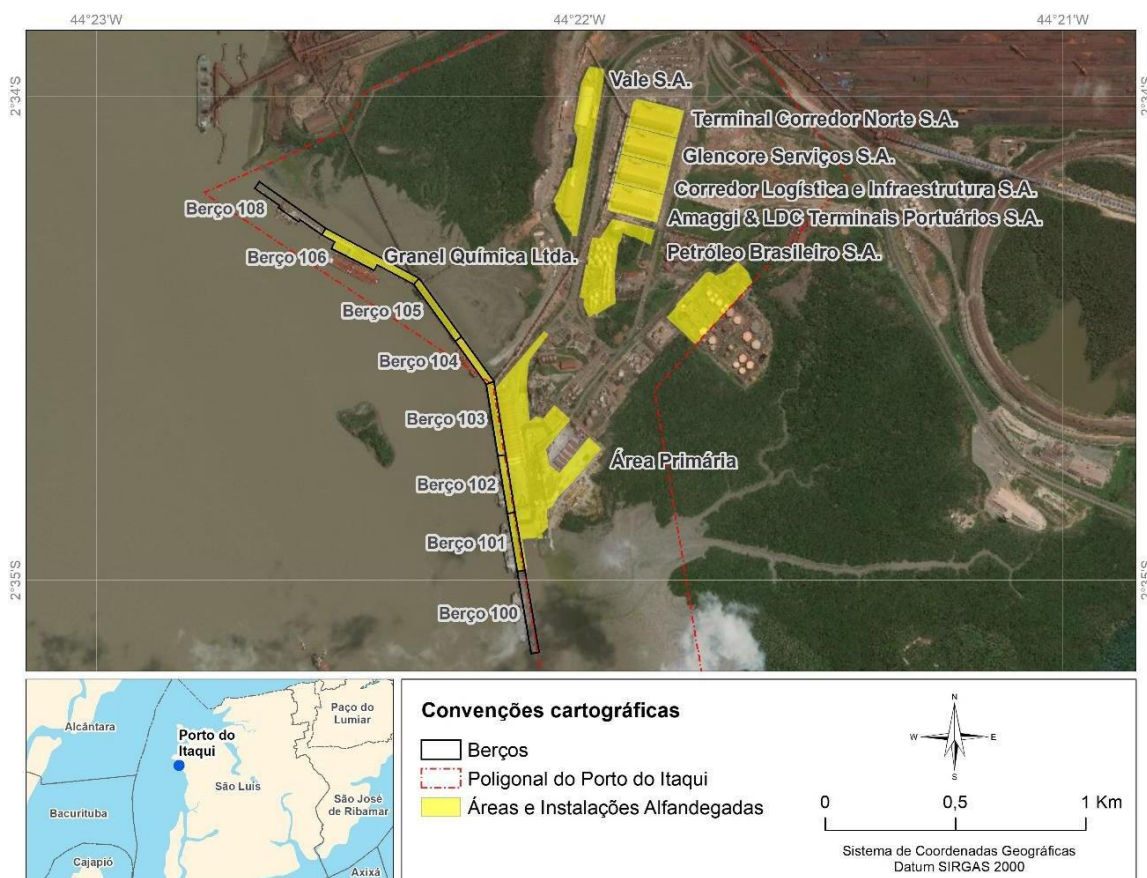 44°23'W
44°22'W
44°21'W
2°34'S
2°34'S
Vale S.A.
Terminal Corredor Norte S.A.
Glencore Serviços S.A.
Corredor Logística e Infraestrutura S.A.
Amaggi & LDC Terminais Portuários S.A.
Petróleo Brasileiro S.A.
Berço 108
Berço 106
Granel Química Ltda.
Berço 105
Berço 104
Berço 103
Área Primária
Berço 102
Berço 101
2°35'S
2°35'S
Berço 100
Alcântara
Porto do
Itaqui
Paço do
Lumiar
São Luís
São José
de Ribamar
Bacurituba
Cajapió
Axixá
Convenções cartográficas
Berços
Poligonal do Porto do Itaqui
Áreas e Instalações Alfandegadas
N
W
E
S
0
0,5
1 Km
Sistema de Coordenadas Geográficas
Datum SIRGAS 2000